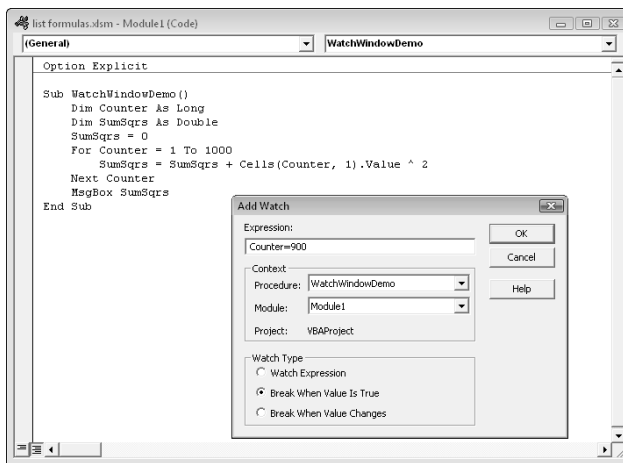 list formulas.xlsm - Module1 (Code)
(General) WatchWindowDemo
Option Explicit
Sub WatchWindowDemo()
Dim Counter As Long
Dim SumSqrs As Double
SumSqrs = 0
For Counter = 1 To 1000
SumSqrs = SumSqrs + Cells(Counter, 1).Value ^ 2
Next Counter
MsgBox SumSqrs
End Sub
Add Watch
Expression:
Counter=900
OK
Cancel
Help
Context
Procedure: WatchWindowDemo
Module: Module1
Project: VBAProject
Watch Type
Watch Expression
Break When Value Is True
Break When Value Changes